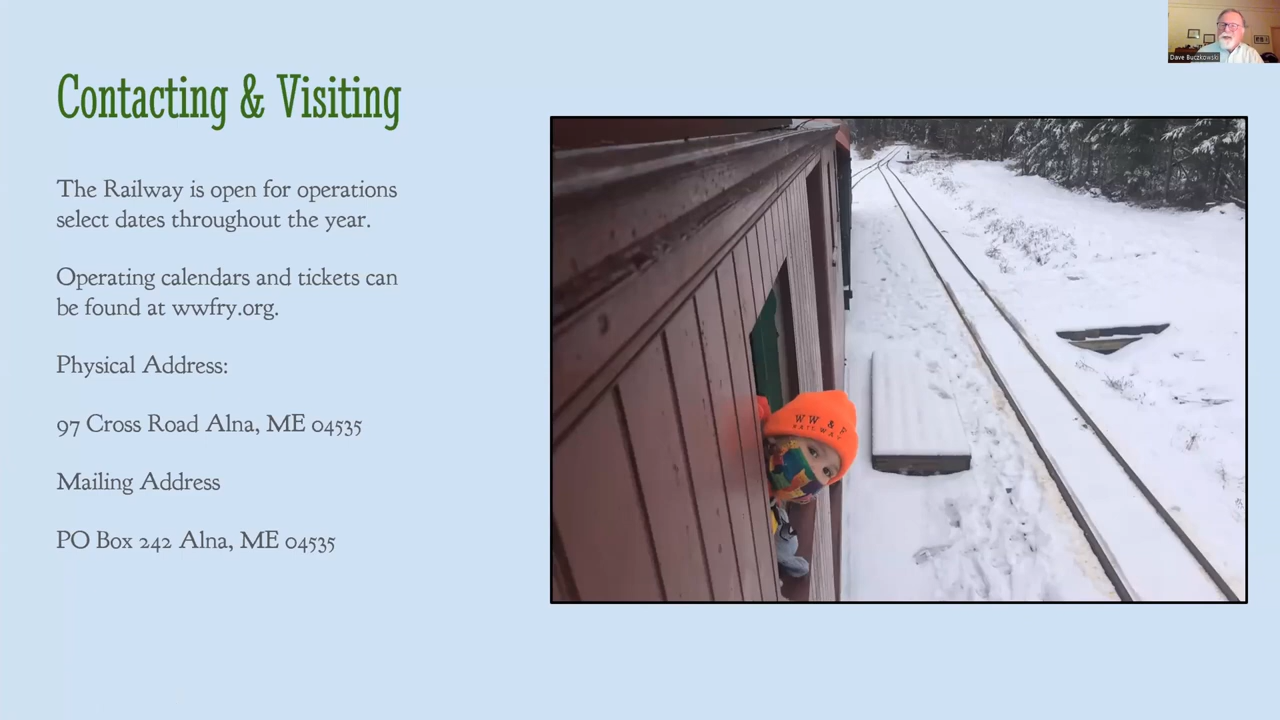 Dave Buczkowski
Contacting & Visiting
The Railway is open for operations
select dates throughout the year.
Operating calendars and tickets can
be found at wwfry.org.
Physical Address:
97 Cross Road Alna, ME 04535
Mailing Address
PO Box 242 Alna, ME 04535
WW & F
RAILWAY